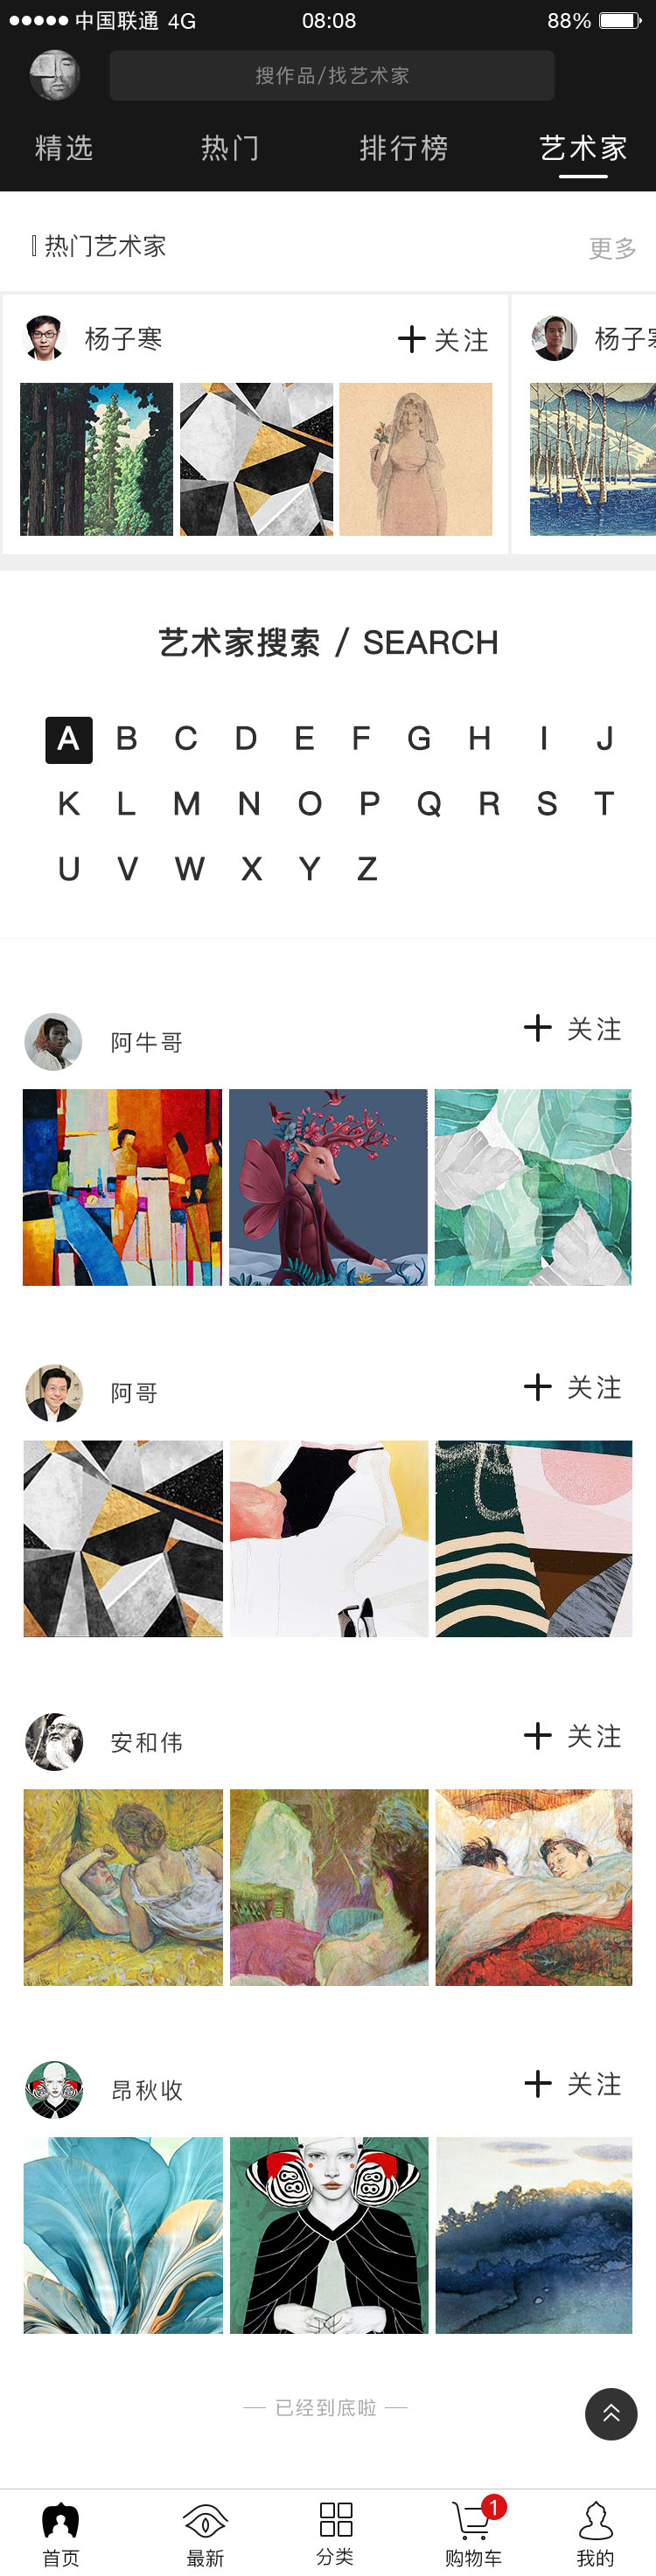 中国联通 4G 08:08 88%
搜作品/找艺术家
精选 热门 排行榜 艺术家
热门艺术家 更多
杨子寒 关注 杨子
艺术家搜索 / SEARCH
A B C D E F G H I J
K L M N O P Q R S T
U V W X Y Z
阿牛哥 关注
阿哥 关注
安和伟 关注
昂秋收 关注
— 已经到底啦 —
1
首页 最新 分类 购物车 我的